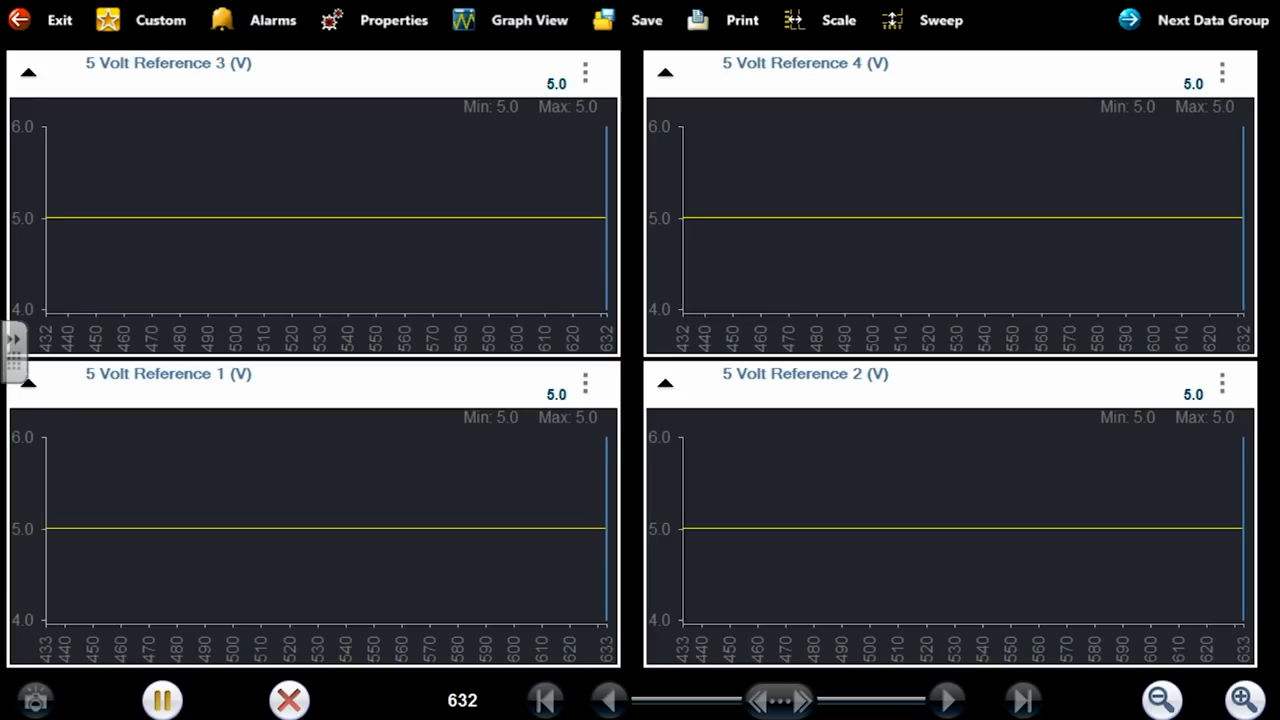 Exit Custom Alarms Properties Graph View Save Print Scale Sweep Next Data Group
5 Volt Reference 3 (V)
5.0
Min: 5.0 Max: 5.0
6.0
5.0
4.0
432 440 450 460 470 480 490 500 510 520 530 540 550 560 570 580 590 600 610 620 632
5 Volt Reference 4 (V)
5.0
Min: 5.0 Max: 5.0
6.0
5.0
4.0
432 440 450 460 470 480 490 500 510 520 530 540 550 560 570 580 590 600 610 620 632
5 Volt Reference 1 (V)
5.0
Min: 5.0 Max: 5.0
6.0
5.0
4.0
433 440 450 460 470 480 490 500 510 520 530 540 550 560 570 580 590 600 610 620 633
5 Volt Reference 2 (V)
5.0
Min: 5.0 Max: 5.0
6.0
5.0
4.0
433 440 450 460 470 480 490 500 510 520 530 540 550 560 570 580 590 600 610 620 633
632